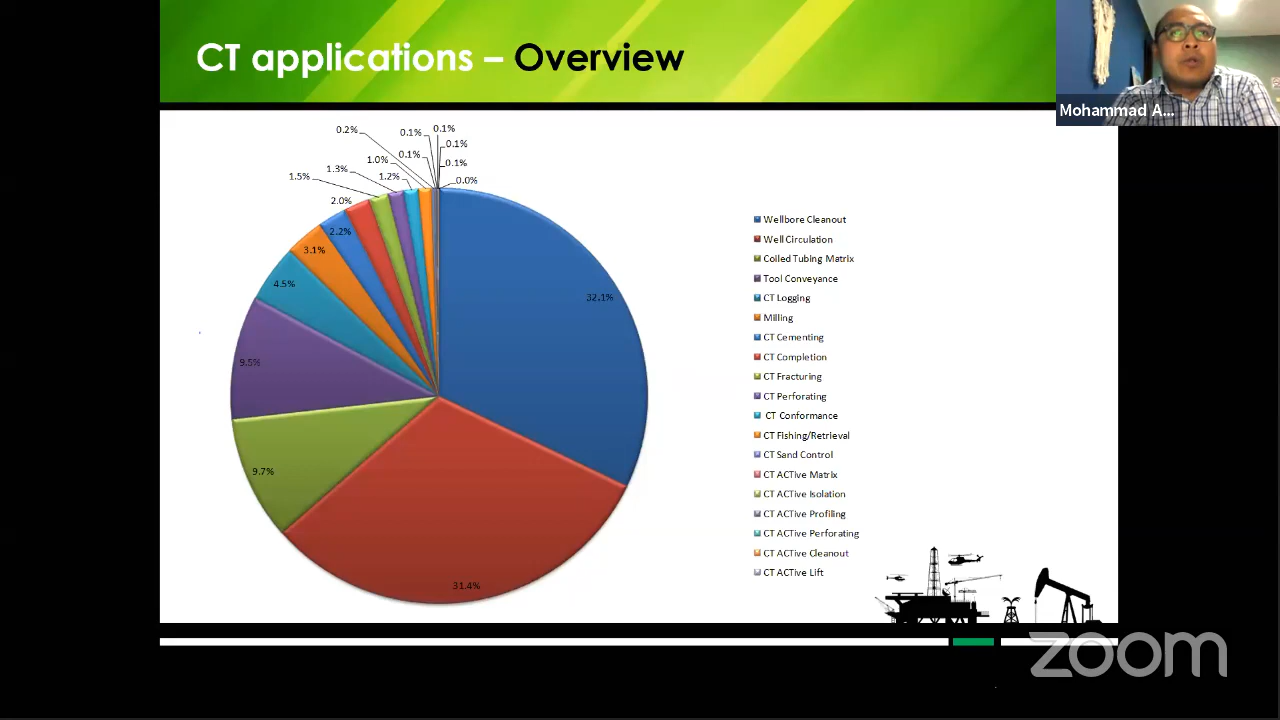 CT applications – Overview
Mohammad A...
0.2%
0.1%
0.1%
0.1%
0.1%
1.0%
0.1%
1.3%
1.2%
0.0%
1.5%
2.0%
2.2%
3.1%
4.5%
32.1%
9.5%
9.7%
31.4%
Wellbore Cleanout
Well Circulation
Coiled Tubing Matrix
Tool Conveyance
CT Logging
Milling
CT Cementing
CT Completion
CT Fracturing
CT Perforating
CT Conformance
CT Fishing/Retrieval
CT Sand Control
CT ACTive Matrix
CT ACTive Isolation
CT ACTive Profiling
CT ACTive Perforating
CT ACTive Cleanout
CT ACTive Lift
zoom